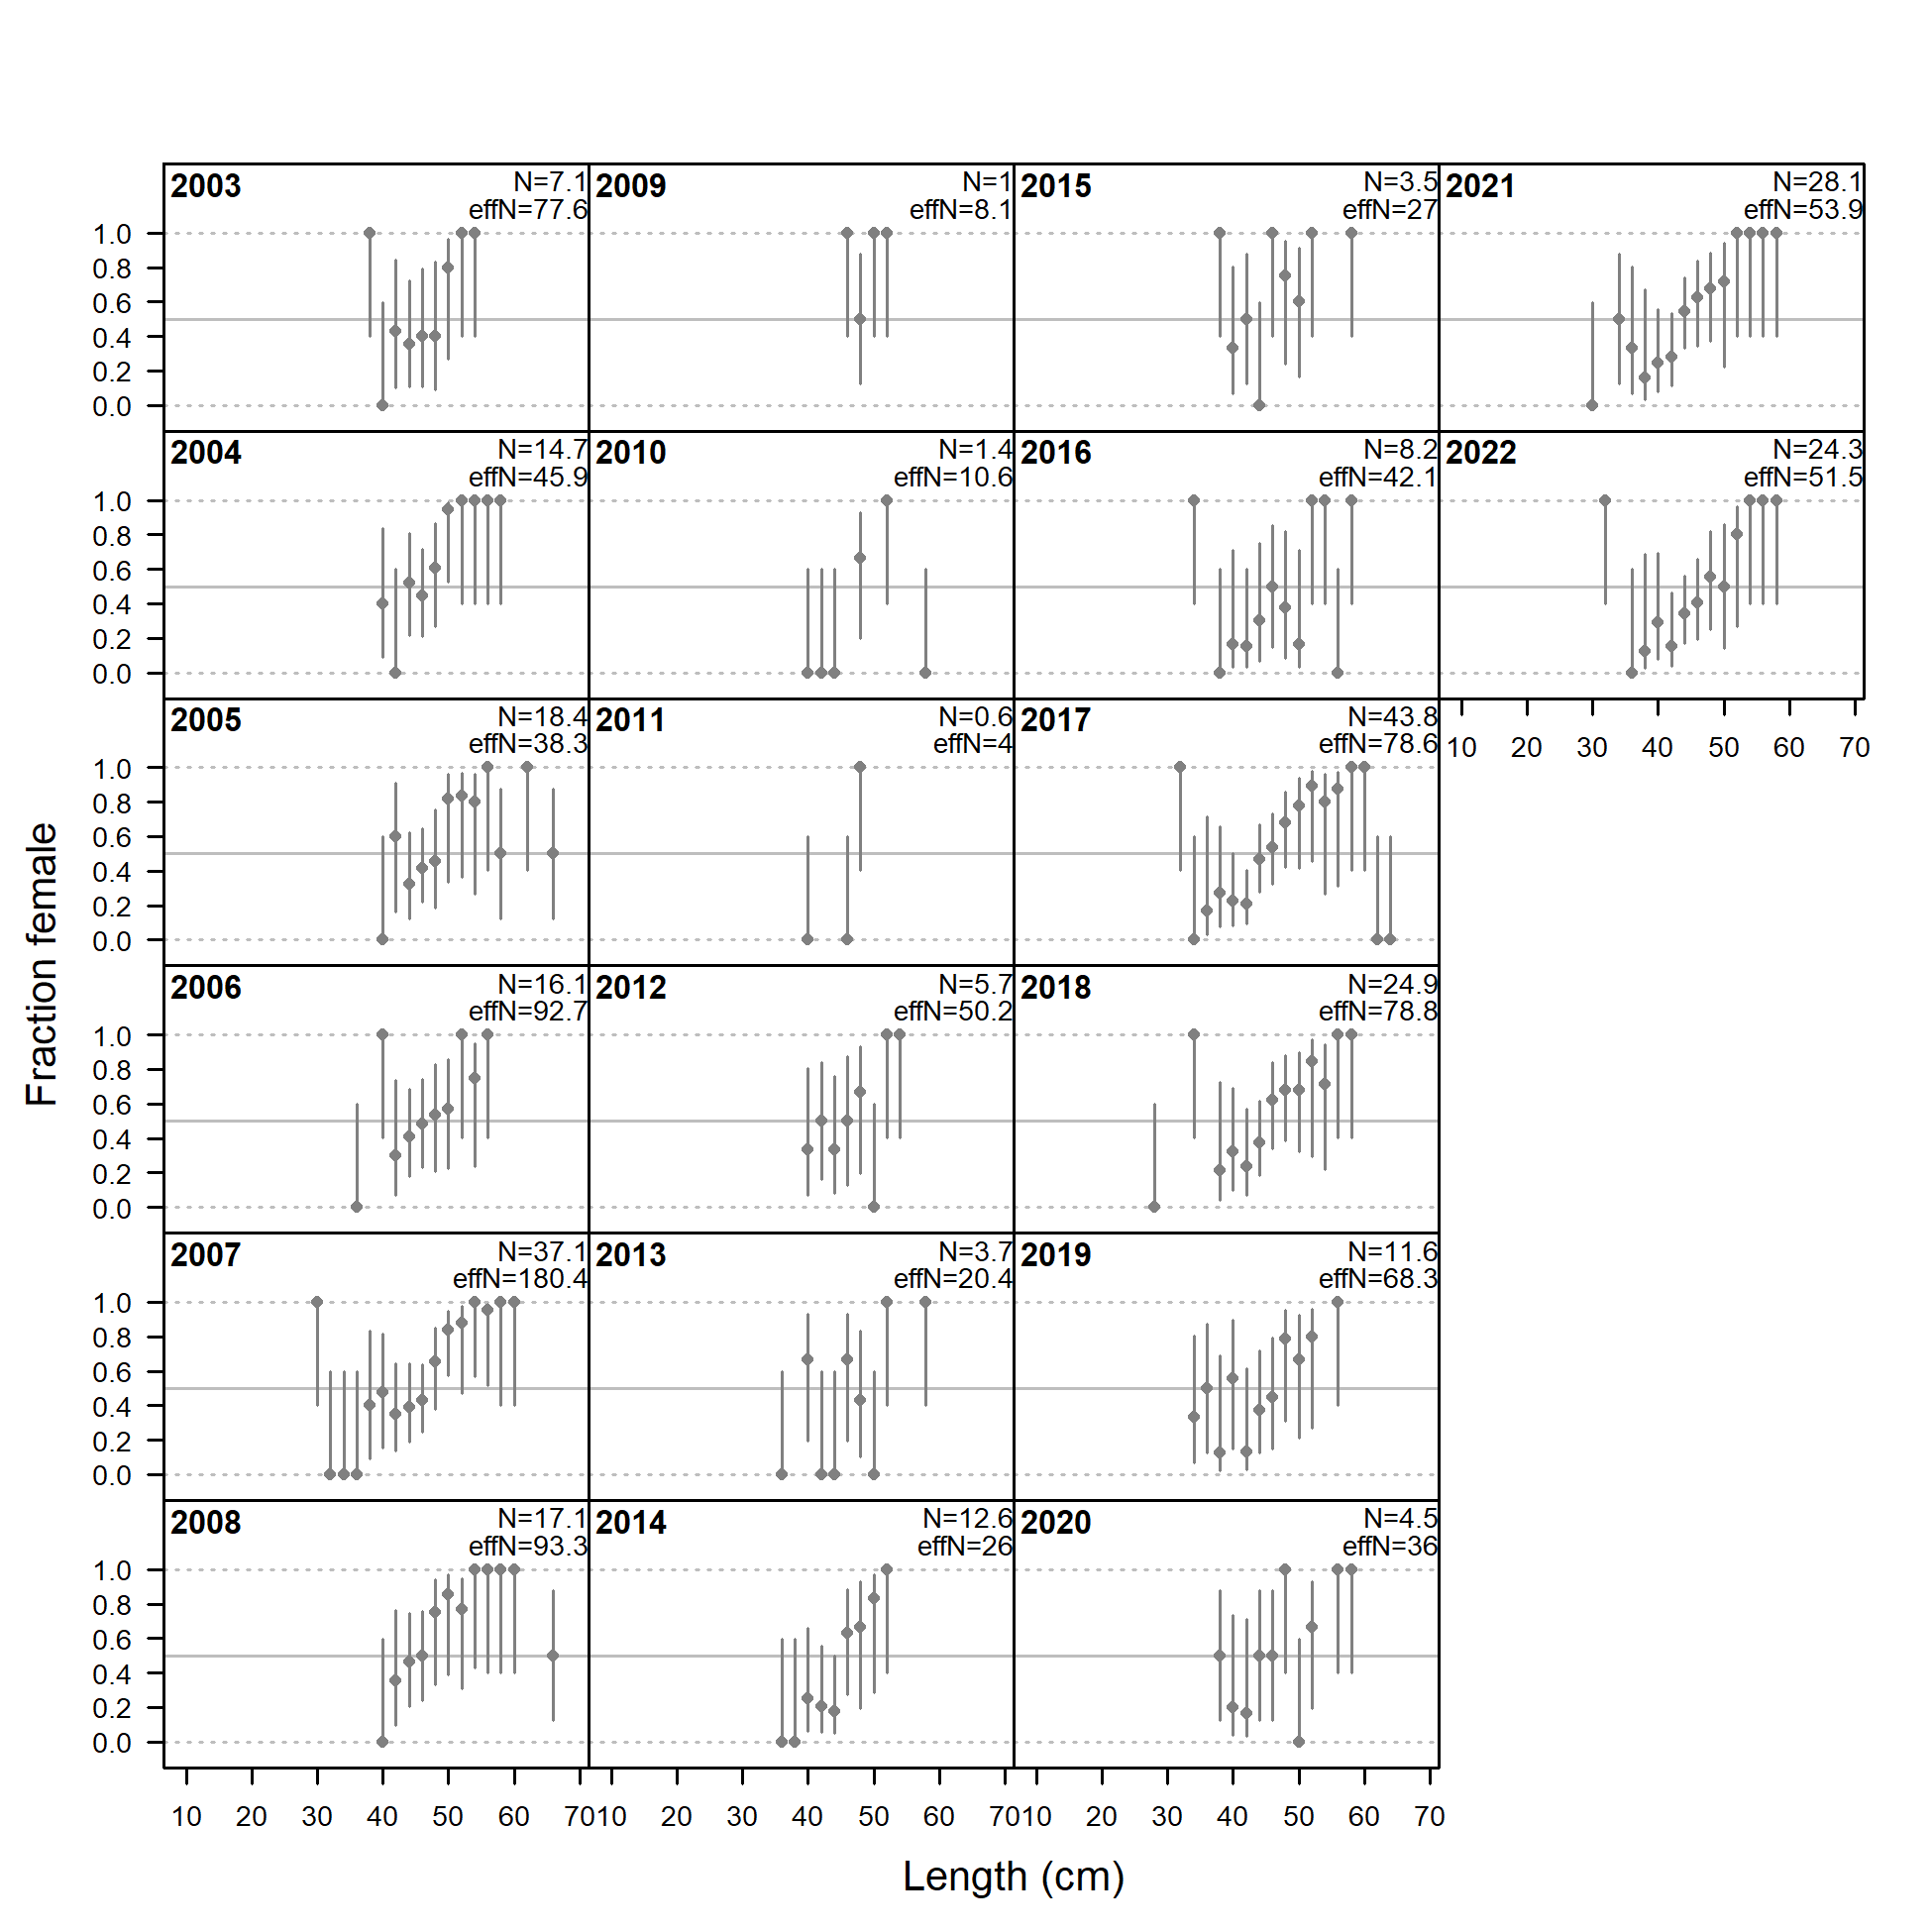 2003
N=7.1
effN=77.6
2009
N=1
effN=8.1
2015
N=3.5
effN=27
2021
N=28.1
effN=53.9
1.0
0.8
0.6
0.4
0.2
0.0
2004
N=14.7
effN=45.9
2010
N=1.4
effN=10.6
2016
N=8.2
effN=42.1
2022
N=24.3
effN=51.5
1.0
0.8
0.6
0.4
0.2
0.0
2005
N=18.4
effN=38.3
2011
N=0.6
effN=4
2017
N=43.8
effN=78.6
10 20 30 40 50 60 70
1.0
0.8
0.6
0.4
0.2
0.0
Fraction female
2006
N=16.1
effN=92.7
2012
N=5.7
effN=50.2
2018
N=24.9
effN=78.8
1.0
0.8
0.6
0.4
0.2
0.0
2007
N=37.1
effN=180.4
2013
N=3.7
effN=20.4
2019
N=11.6
effN=68.3
1.0
0.8
0.6
0.4
0.2
0.0
2008
N=17.1
effN=93.3
2014
N=12.6
effN=26
2020
N=4.5
effN=36
1.0
0.8
0.6
0.4
0.2
0.0
10 20 30 40 50 60 70
10 20 30 40 50 60 70
10 20 30 40 50 60 70
Length (cm)